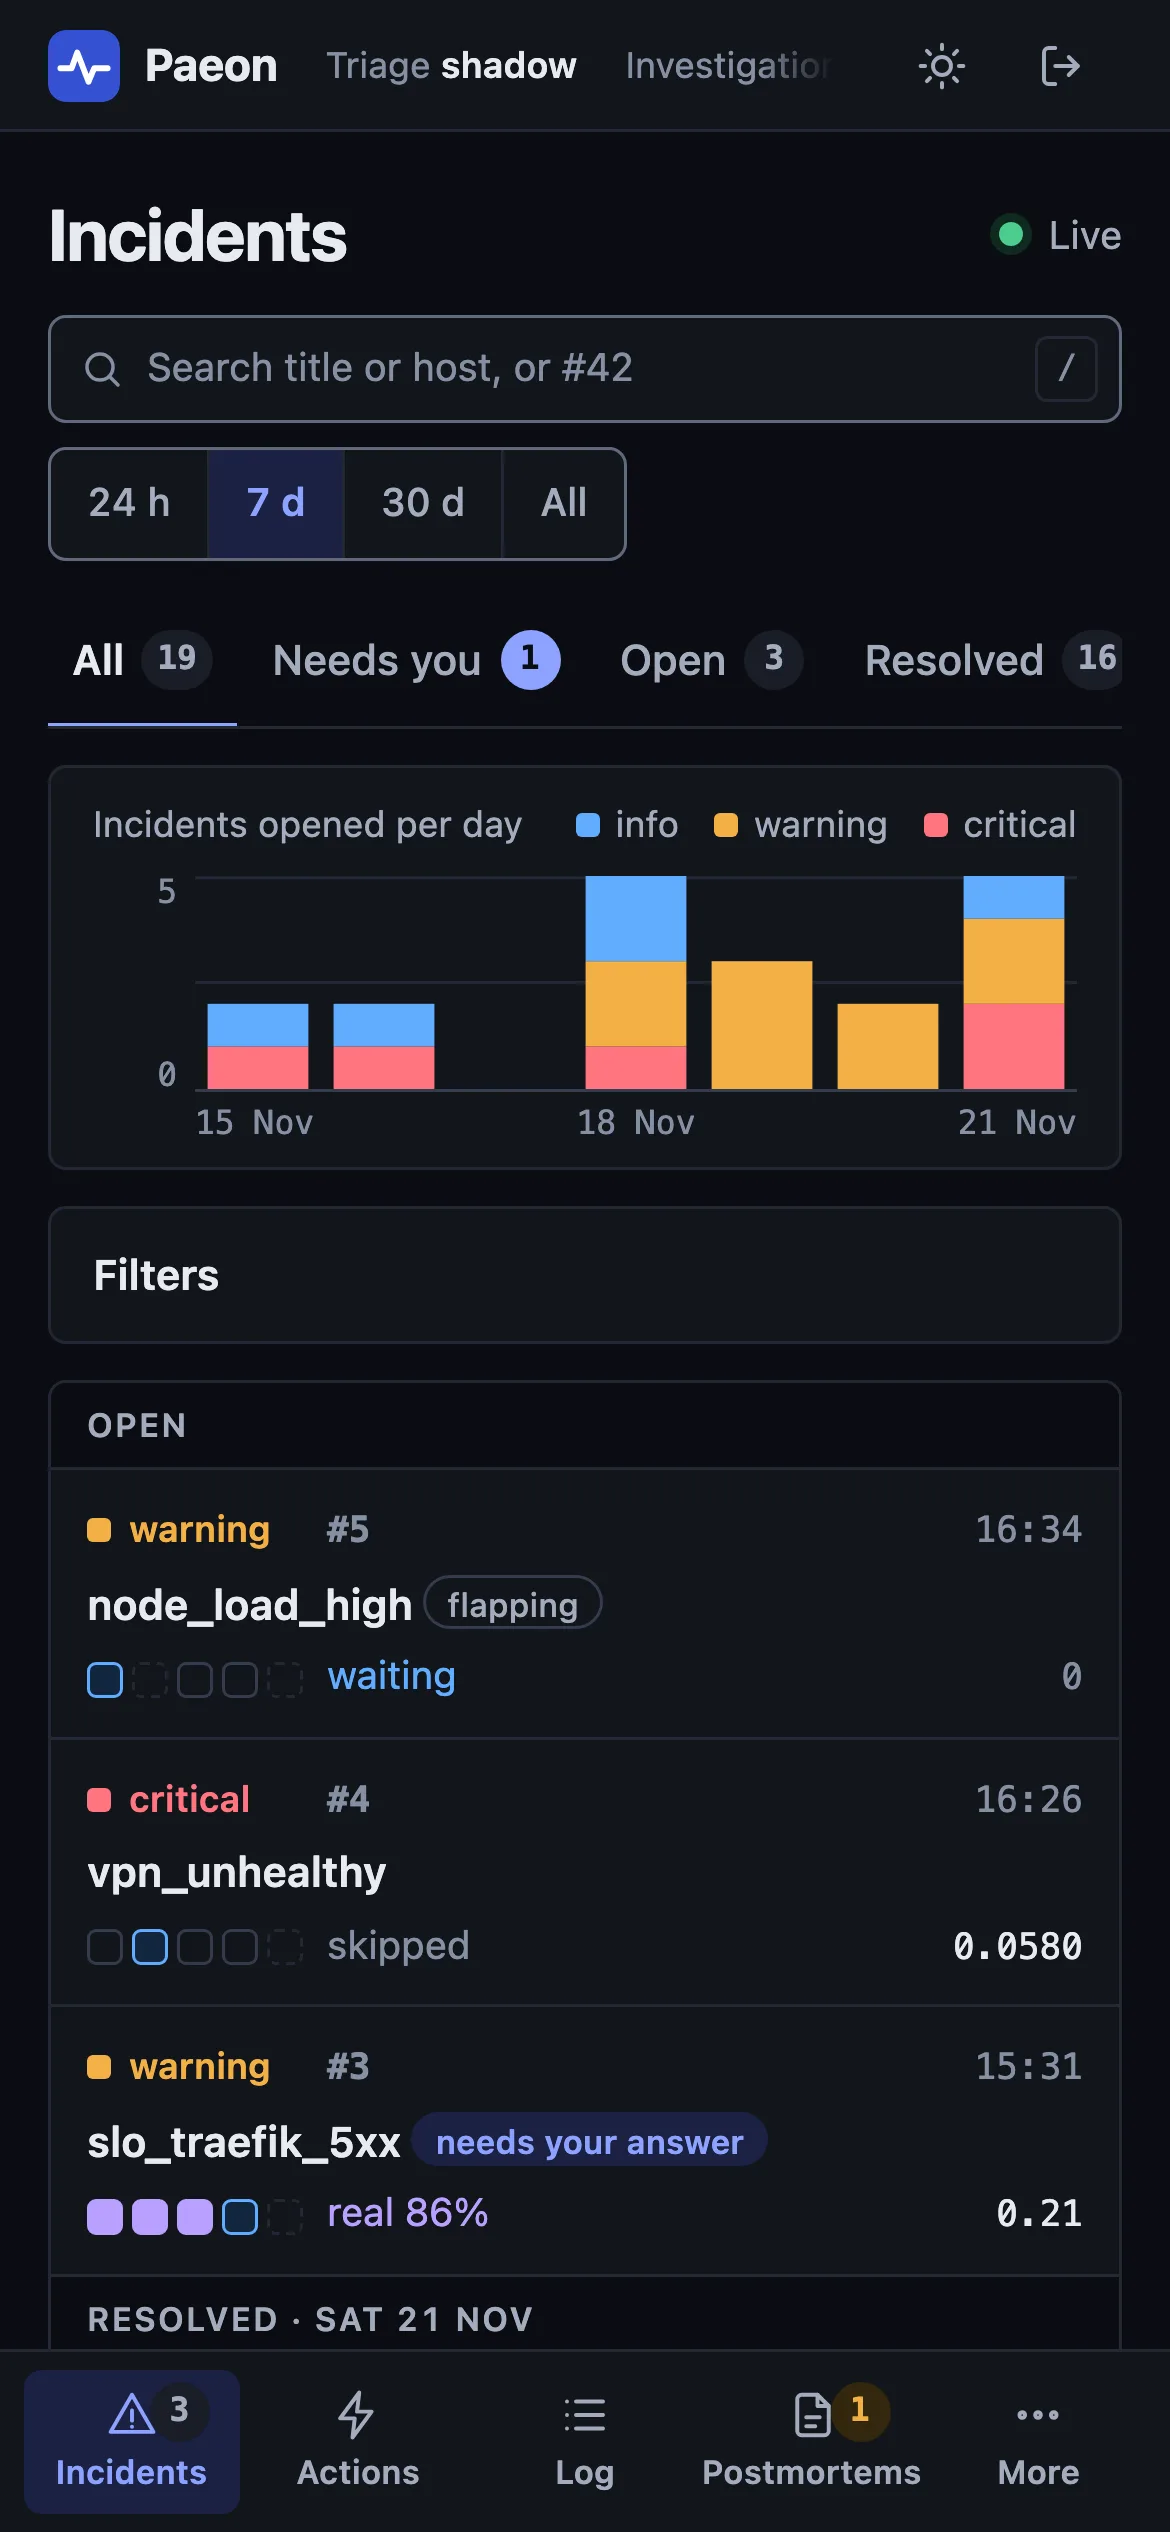 Paeon Triage shadow Investigation
Incidents
Live
Search title or host, or #42 /
24 h 7 d 30 d All
All 19 Needs you 1 Open 3 Resolved 16
Incidents opened per day info warning critical
5
0
15 Nov 18 Nov 21 Nov
Filters
OPEN
warning #5 16:34
node_load_high flapping
waiting 0
critical #4 16:26
vpn_unhealthy
skipped 0.0580
warning #3 15:31
slo_traefik_5xx needs your answer
real 86% 0.21
RESOLVED · SAT 21 NOV
3 1
Incidents Actions Log Postmortems More